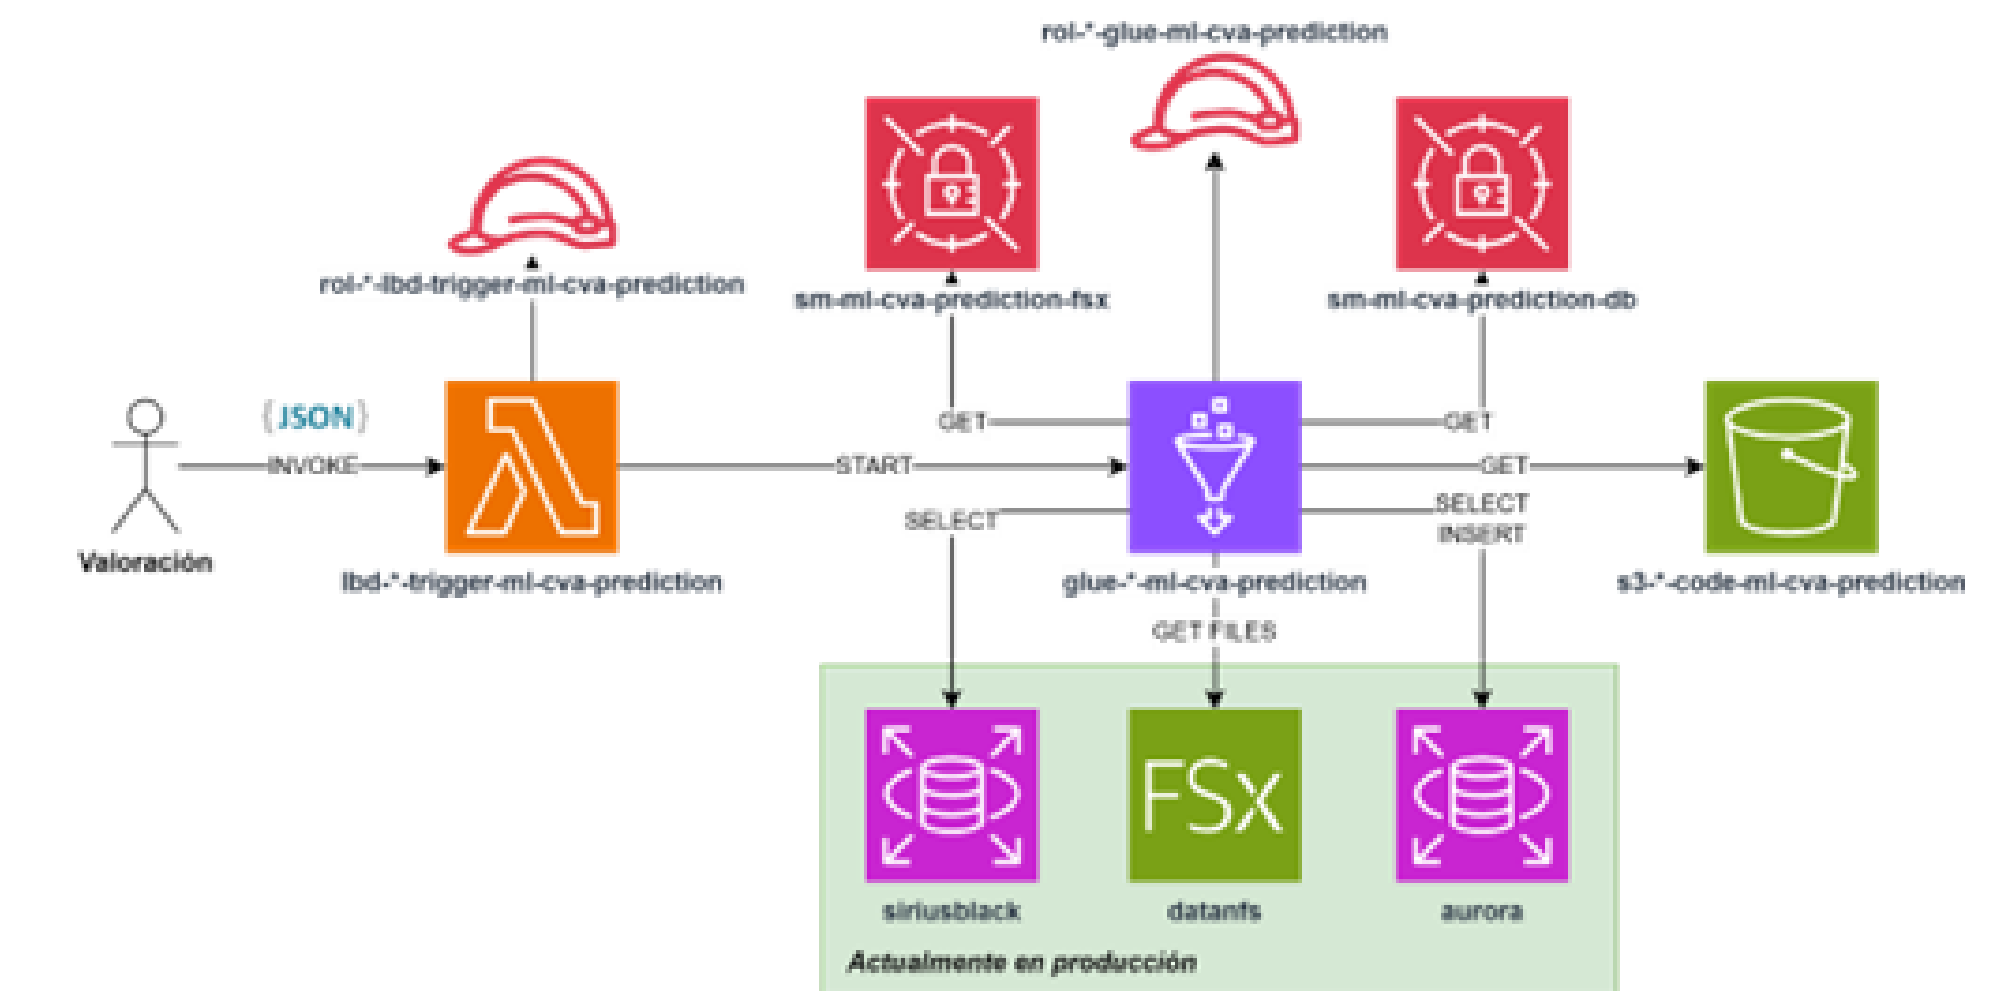 rol-*-glue-ml-cva-prediction
rol-*-lbd-trigger-ml-cva-prediction
sm-ml-cva-prediction-fsx
sm-ml-cva-prediction-db
{JSON}
INVOKE
START
GET
GET
GET
SELECT
SELECT
INSERT
Valoración
lbd-*-trigger-ml-cva-prediction
glue-*-ml-cva-prediction
s3-*-code-ml-cva-prediction
GET FILES
FSx
siriusblack
datanfs
aurora
Actualmente en producción